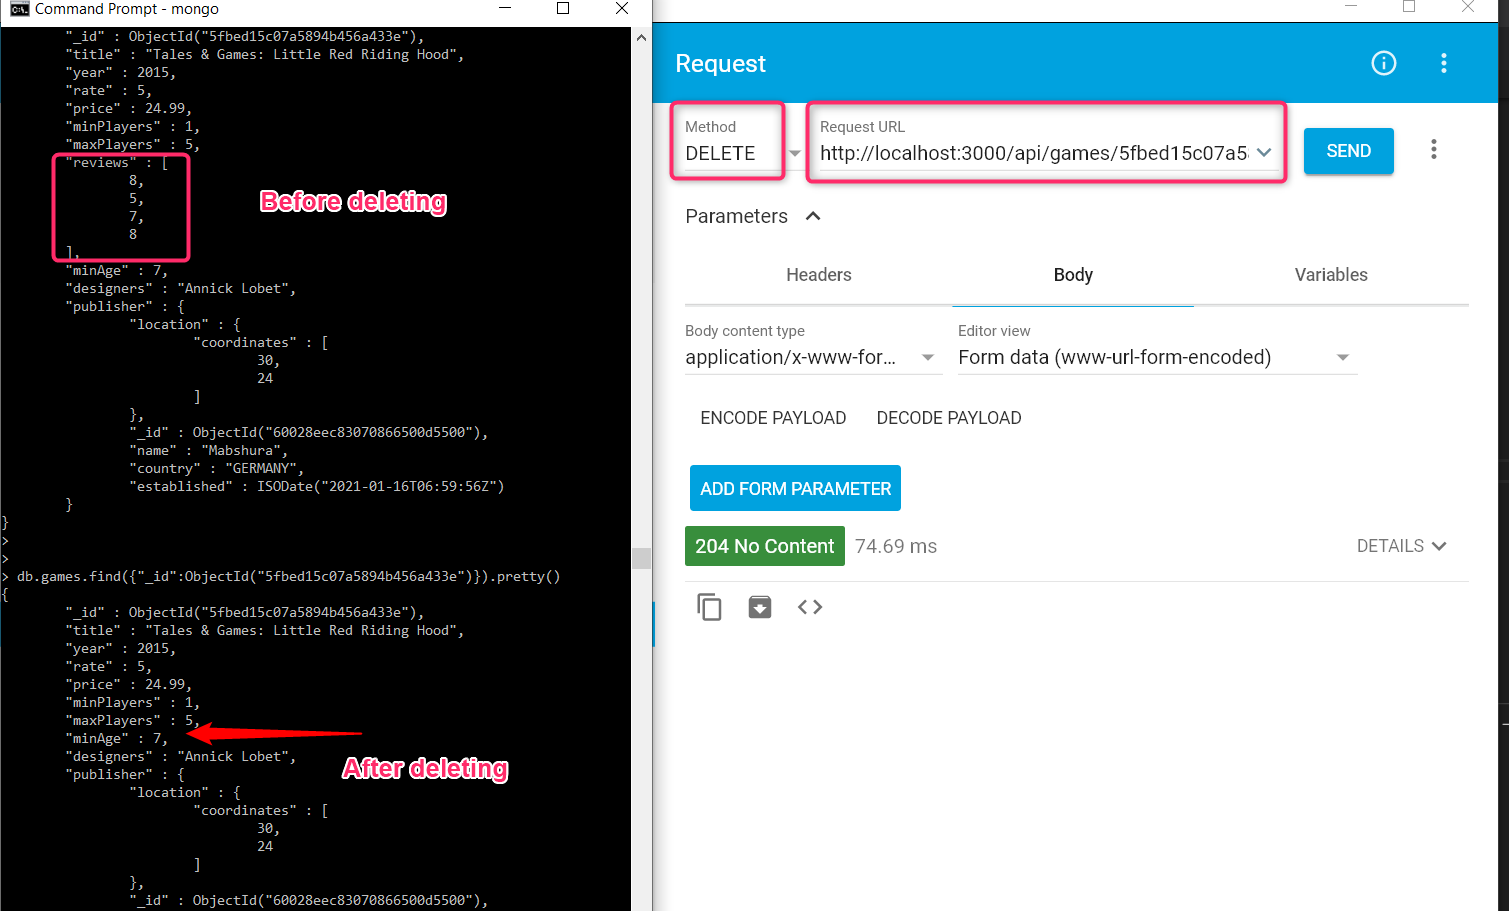 Command Prompt - mongo
"_id" : ObjectId("5fbed15c07a5894b456a433e"),
"title" : "Tales & Games: Little Red Riding Hood",
"year" : 2015,
"rate" : 5,
"price" : 24.99,
"minPlayers" : 1,
"maxPlayers" : 5,
"reviews" : [
8,
5,
7,
8
],
Before deleting
"minAge" : 7,
"designers" : "Annick Lobet",
"publisher" : {
"location" : {
"coordinates" : [
30,
24
]
},
"_id" : ObjectId("60028eec83070866500d5500"),
"name" : "Mabshura",
"country" : "GERMANY",
"established" : ISODate("2021-01-16T06:59:56Z")
}
}
>
>
> db.games.find({"_id":ObjectId("5fbed15c07a5894b456a433e")}).pretty()
{
"_id" : ObjectId("5fbed15c07a5894b456a433e"),
"title" : "Tales & Games: Little Red Riding Hood",
"year" : 2015,
"rate" : 5,
"price" : 24.99,
"minPlayers" : 1,
"maxPlayers" : 5,
"minAge" : 7,
"designers" : "Annick Lobet",
After deleting
"publisher" : {
"location" : {
"coordinates" : [
30,
24
]
},
"_id" : ObjectId("60028eec83070866500d5500"),
Request
Method
DELETE
Request URL
http://localhost:3000/api/games/5fbed15c07a5
SEND
Parameters
Headers
Body
Variables
Body content type
application/x-www-for...
Editor view
Form data (www-url-form-encoded)
ENCODE PAYLOAD
DECODE PAYLOAD
ADD FORM PARAMETER
204 No Content
74.69 ms
DETAILS